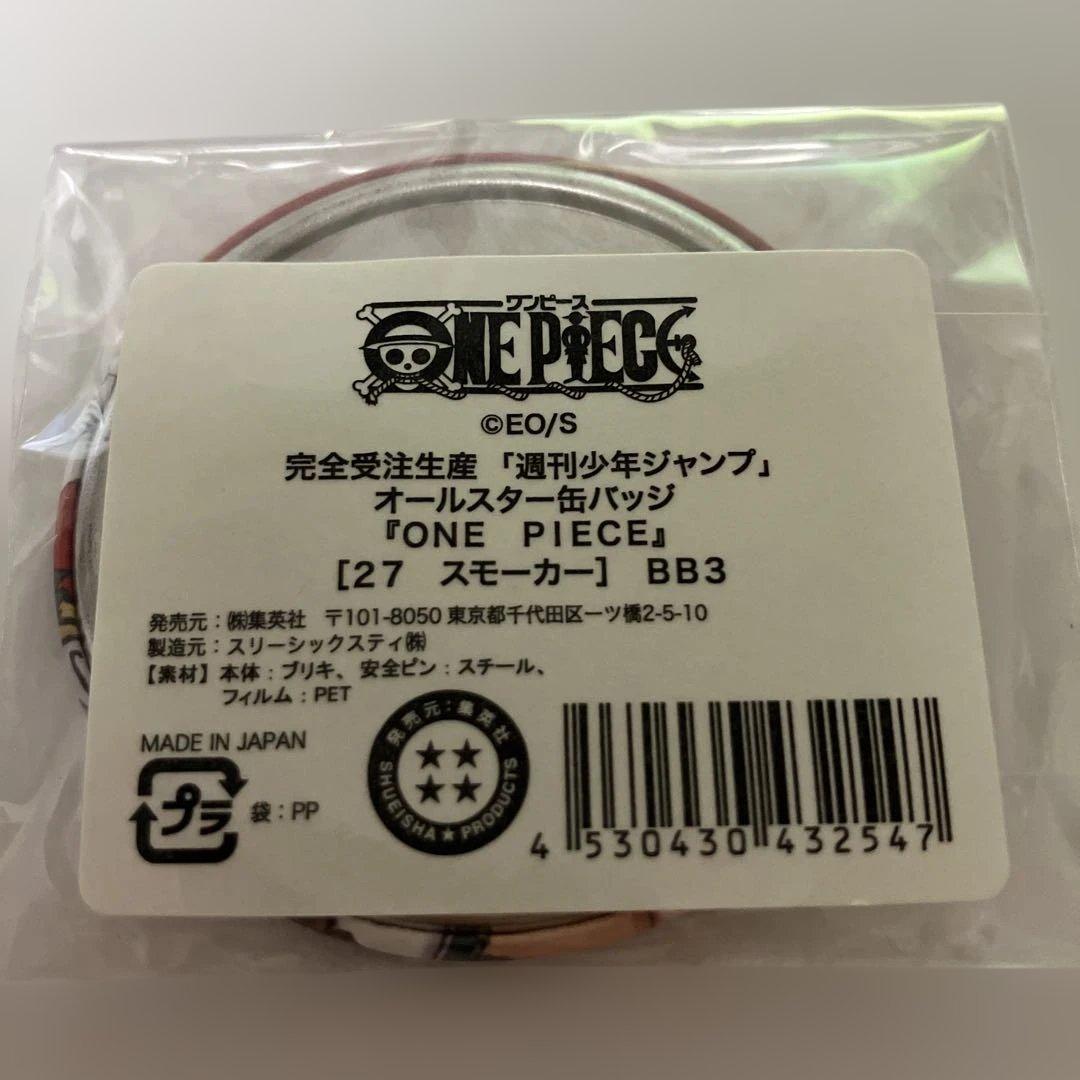 ワンピース
ONE PIECE
©EO/S
完全受注生産 「週刊少年ジャンプ」
オールスター缶バッジ
『ONE PIECE』
[27 スモーカー] BB3
発売元:㈱集英社 〒101-8050 東京都千代田区一ツ橋2-5-10
製造元:スリーシックスティ㈱
【素材】本体:ブリキ、安全ピン:スチール、
フィルム:PET
MADE IN JAPAN
プラ
袋:PP
発売元:集英社
SHUEISHA★PRODUCTS
4 530430 432547